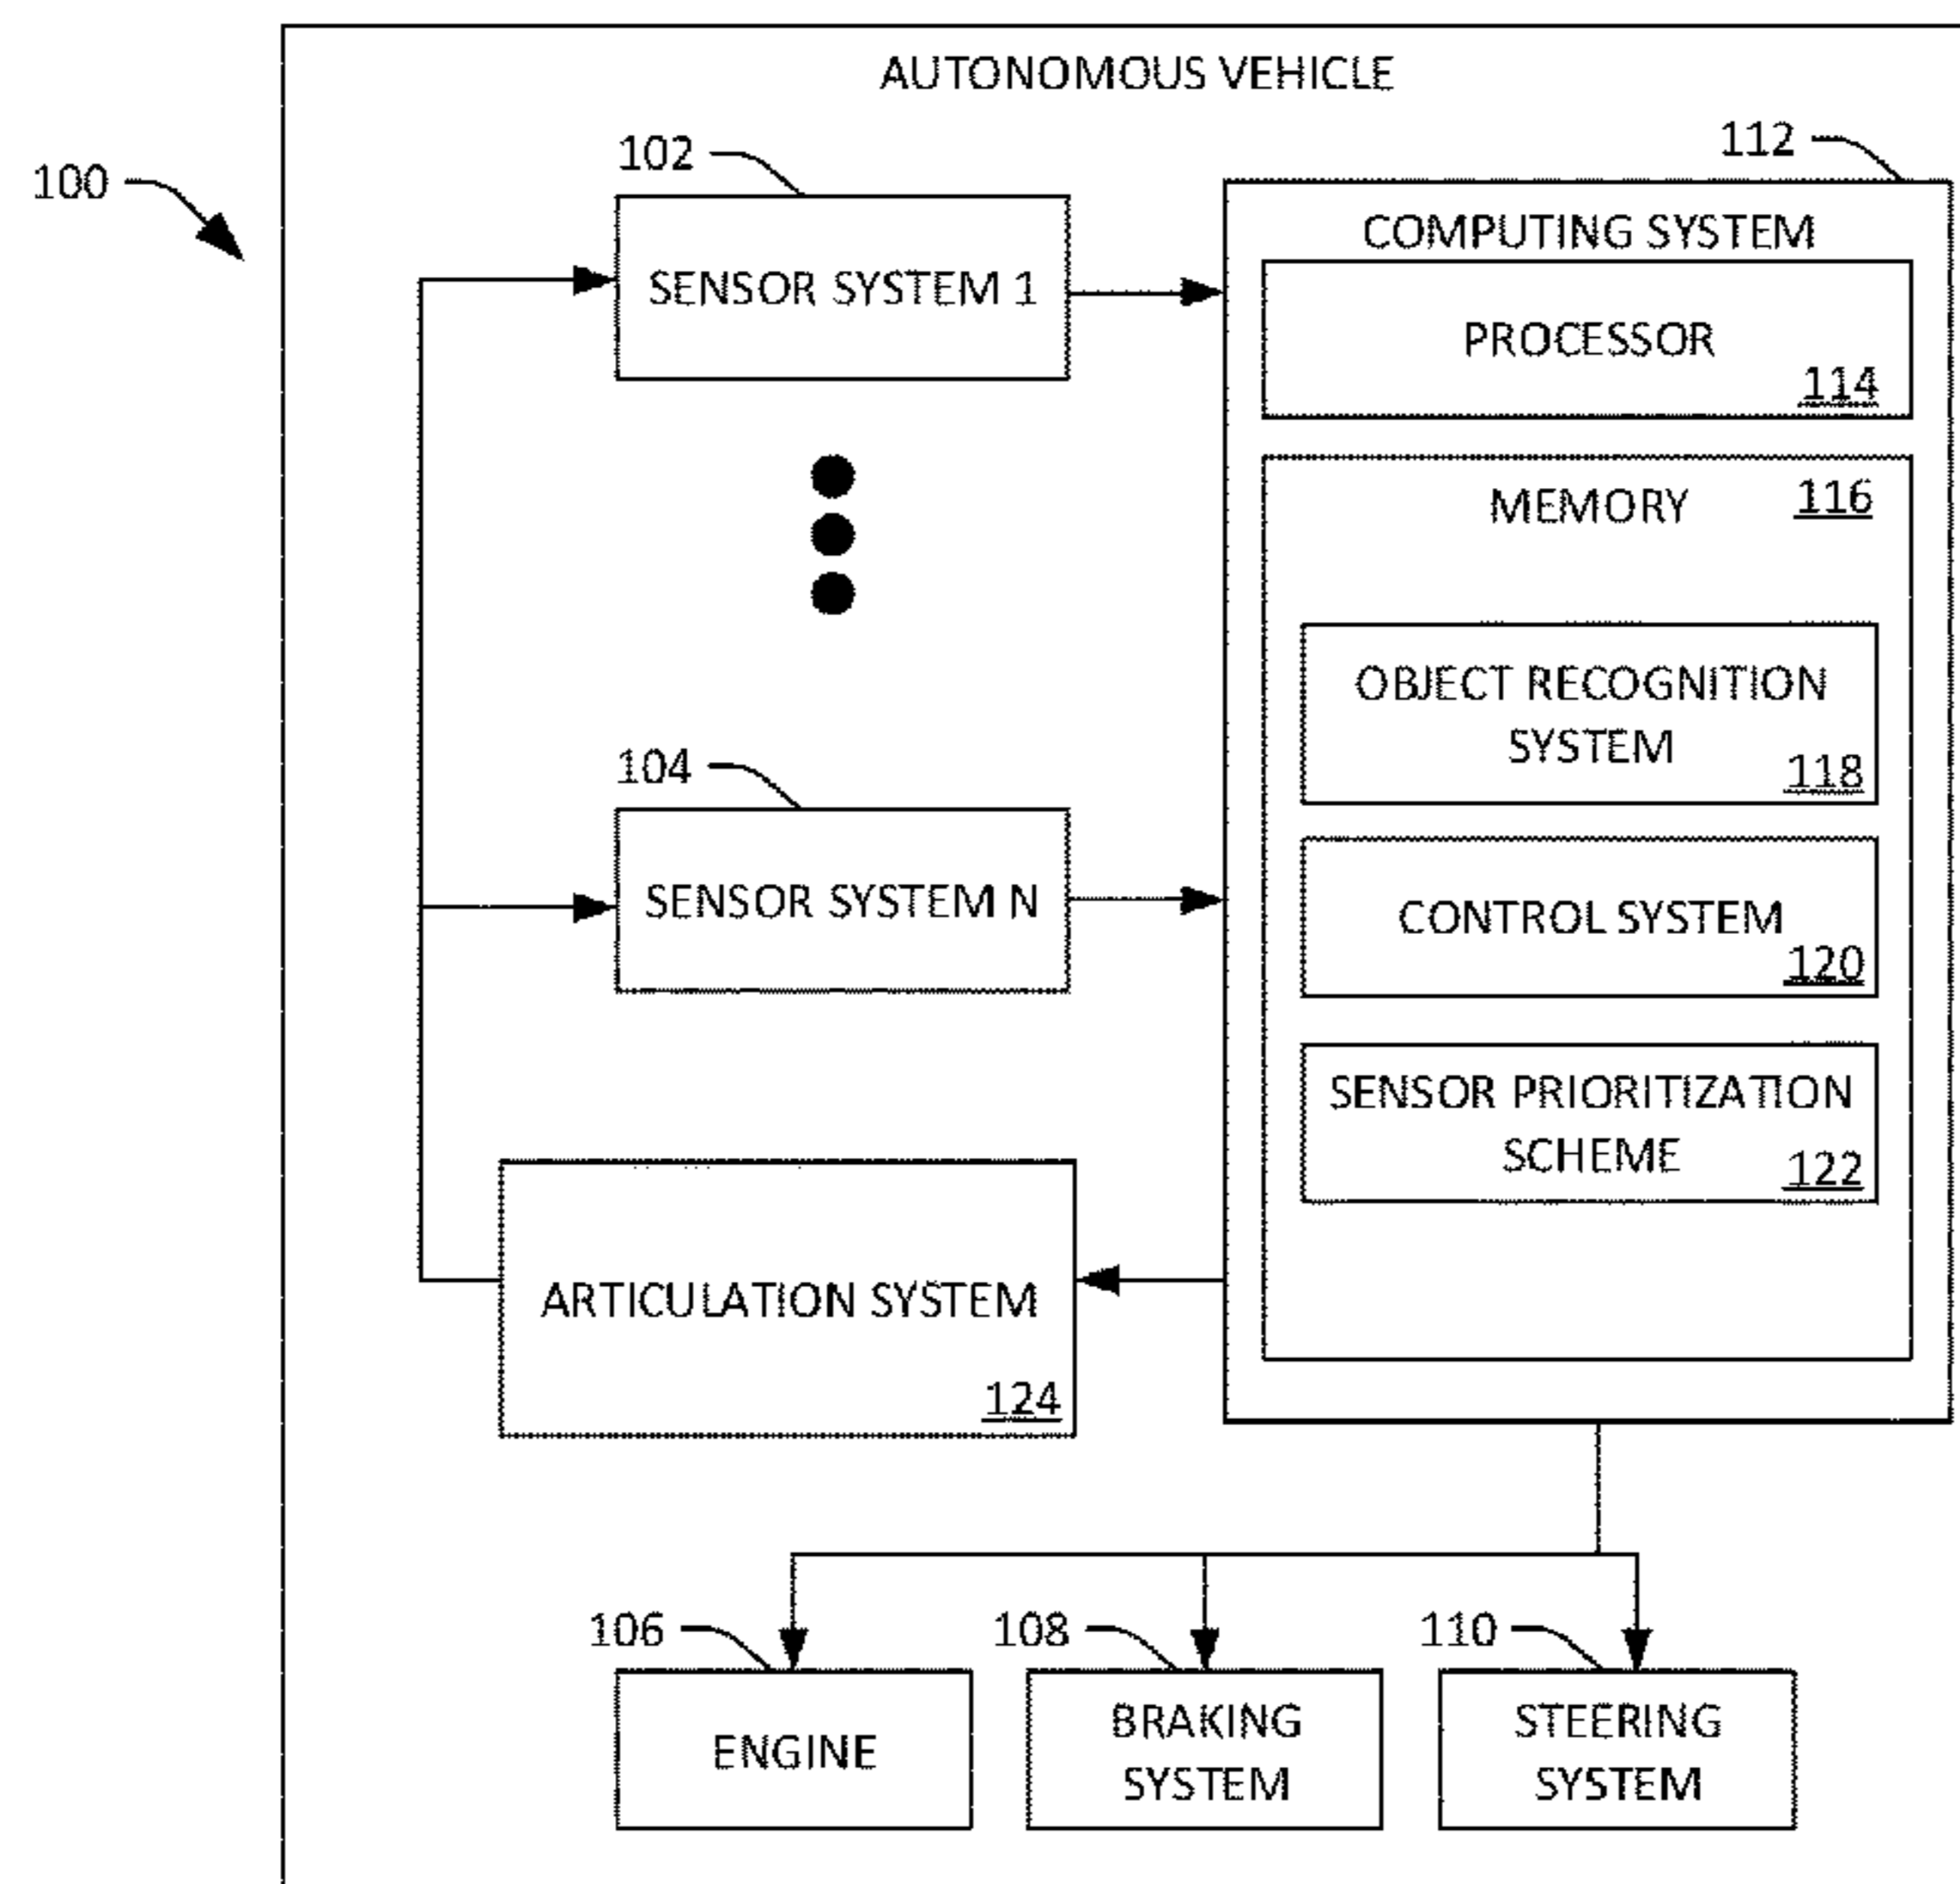 AUTONOMOUS VEHICLE
100
102
112
SENSOR SYSTEM 1
COMPUTING SYSTEM
PROCESSOR
114
MEMORY
116
OBJECT RECOGNITION
SYSTEM
118
104
SENSOR SYSTEM N
CONTROL SYSTEM
120
SENSOR PRIORITIZATION
SCHEME
122
ARTICULATION SYSTEM
124
106
108
110
ENGINE
BRAKING
SYSTEM
STEERING
SYSTEM